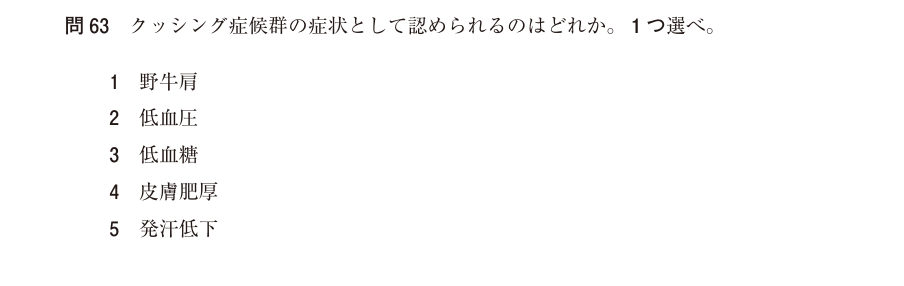 問 63 クッシング症候群の症状として認められるのはどれか。1つ選べ。
1 野牛肩
2 低血圧
3 低血糖
4 皮膚肥厚
5 発汗低下